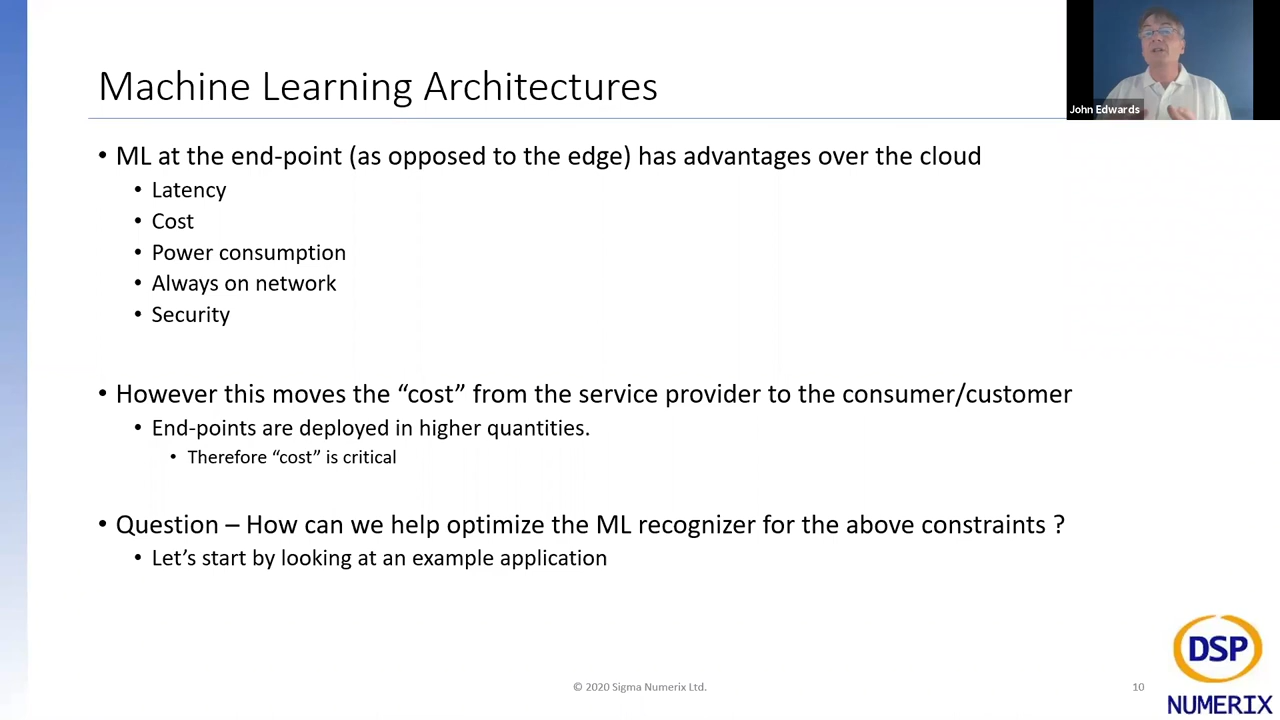 Machine Learning Architectures
John Edwards
• ML at the end-point (as opposed to the edge) has advantages over the cloud
• Latency
• Cost
• Power consumption
• Always on network
• Security
• However this moves the “cost” from the service provider to the consumer/customer
• End-points are deployed in higher quantities.
• Therefore “cost” is critical
• Question – How can we help optimize the ML recognizer for the above constraints ?
• Let’s start by looking at an example application
© 2020 Sigma Numerix Ltd.
10
DSP
NUMERIX